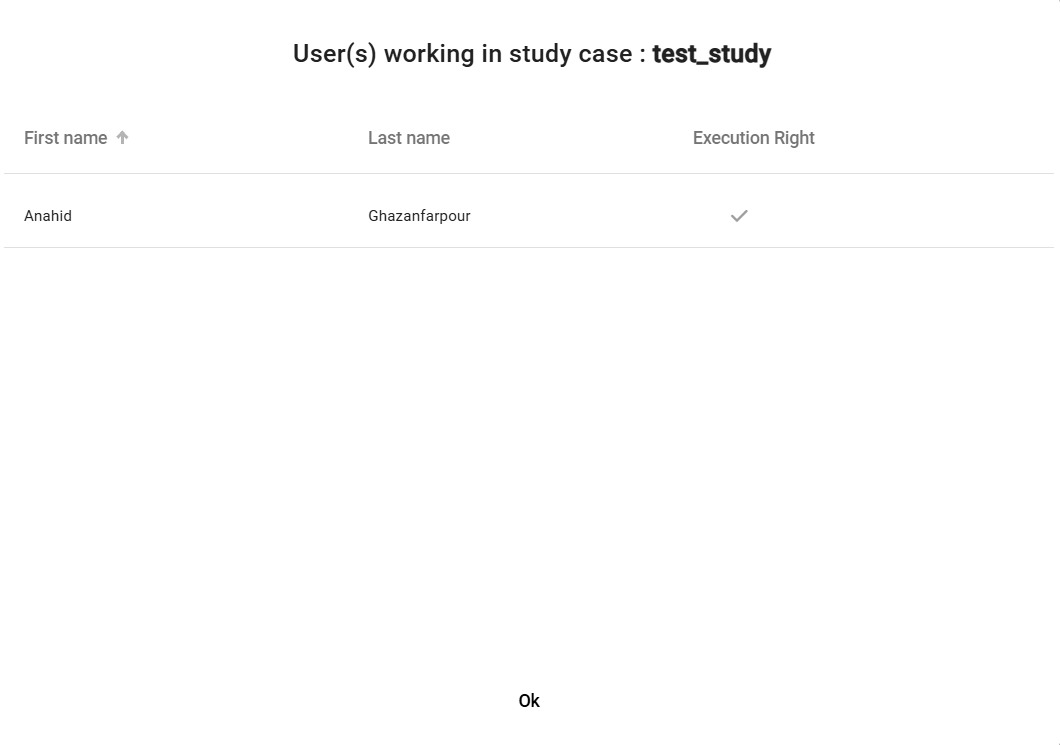 User(s) working in study case : test_study
First name Last name Execution Right
Anahid Ghazanfarpour
Ok